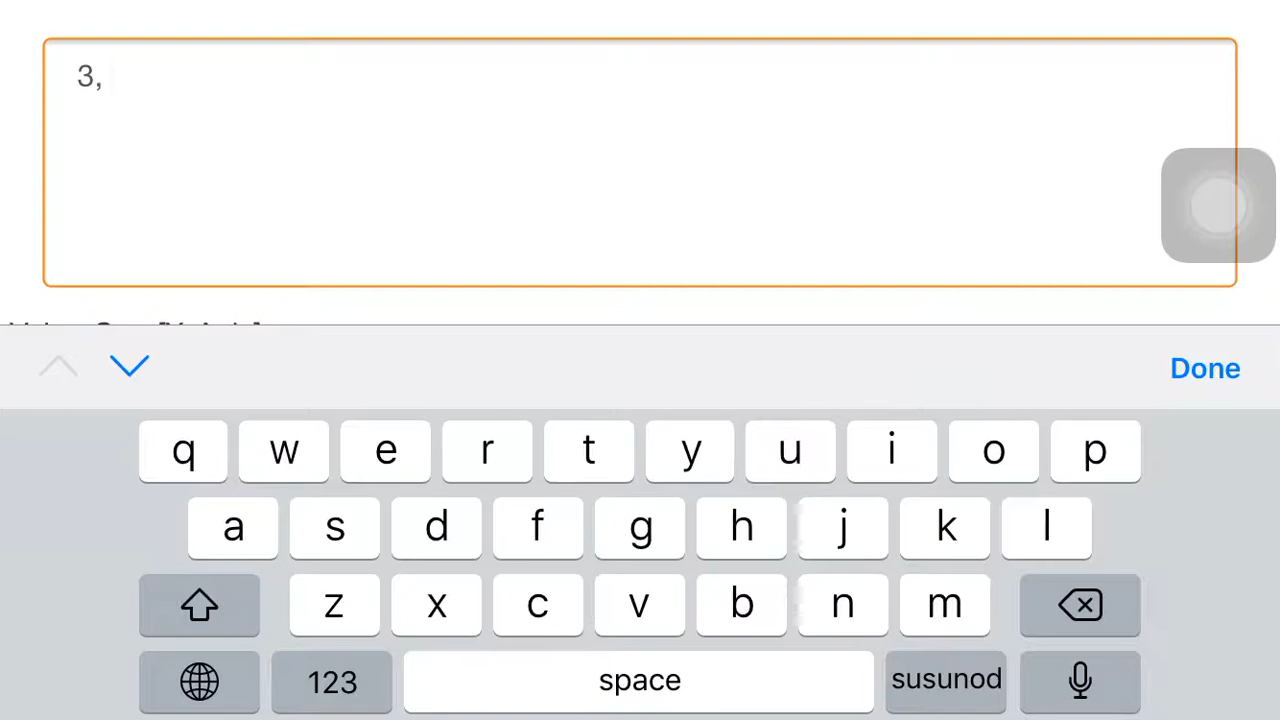 3,
Done
q w e r t y u i o p
a s d f g h j k l
z x c v b n m
123 space susunod